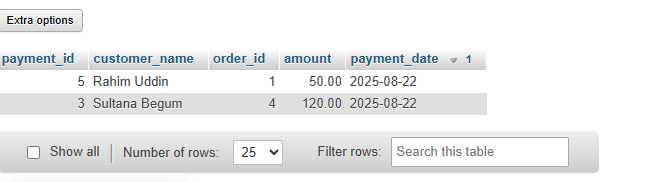 Extra options
payment_id customer_name order_id amount payment_date 1
5 Rahim Uddin 1 50.00 2025-08-22
3 Sultana Begum 4 120.00 2025-08-22
Show all Number of rows: 25 Filter rows: Search this table